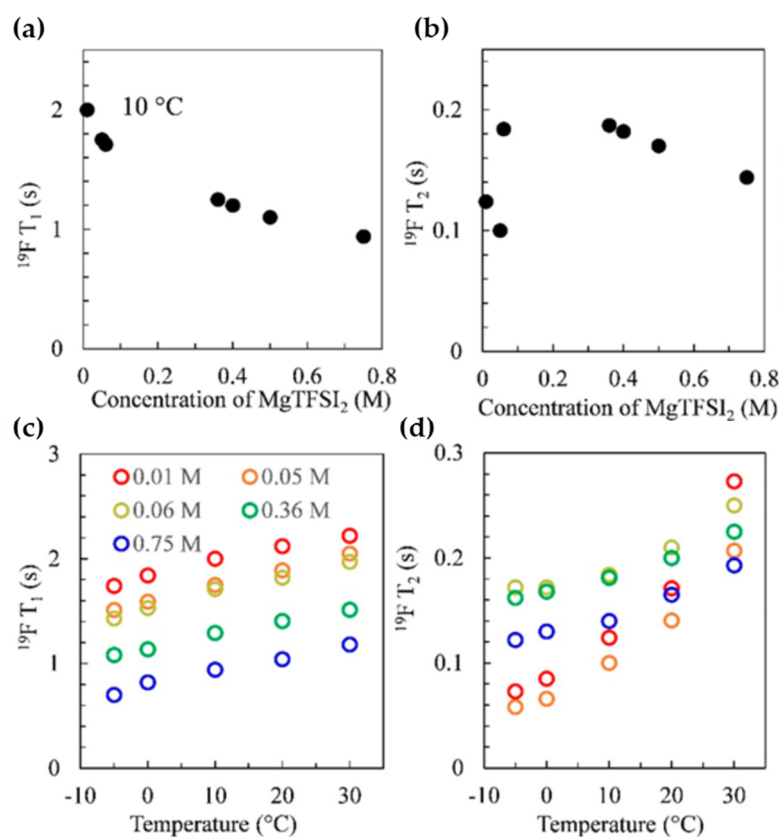 (a)
2
1
0
¹⁹F T₁ (s)
10 °C
0 0.2 0.4 0.6 0.8
Concentration of MgTFSI₂ (M)
(b)
0.2
0.1
0
¹⁹F T₂ (s)
0 0.2 0.4 0.6 0.8
Concentration of MgTFSI₂ (M)
(c)
3
2
1
0
¹⁹F T₁ (s)
0.01 M 0.05 M
0.06 M 0.36 M
0.75 M
-10 0 10 20 30
Temperature (°C)
(d)
0.3
0.2
0.1
0
¹⁹F T₂ (s)
-10 0 10 20 30
Temperature (°C)